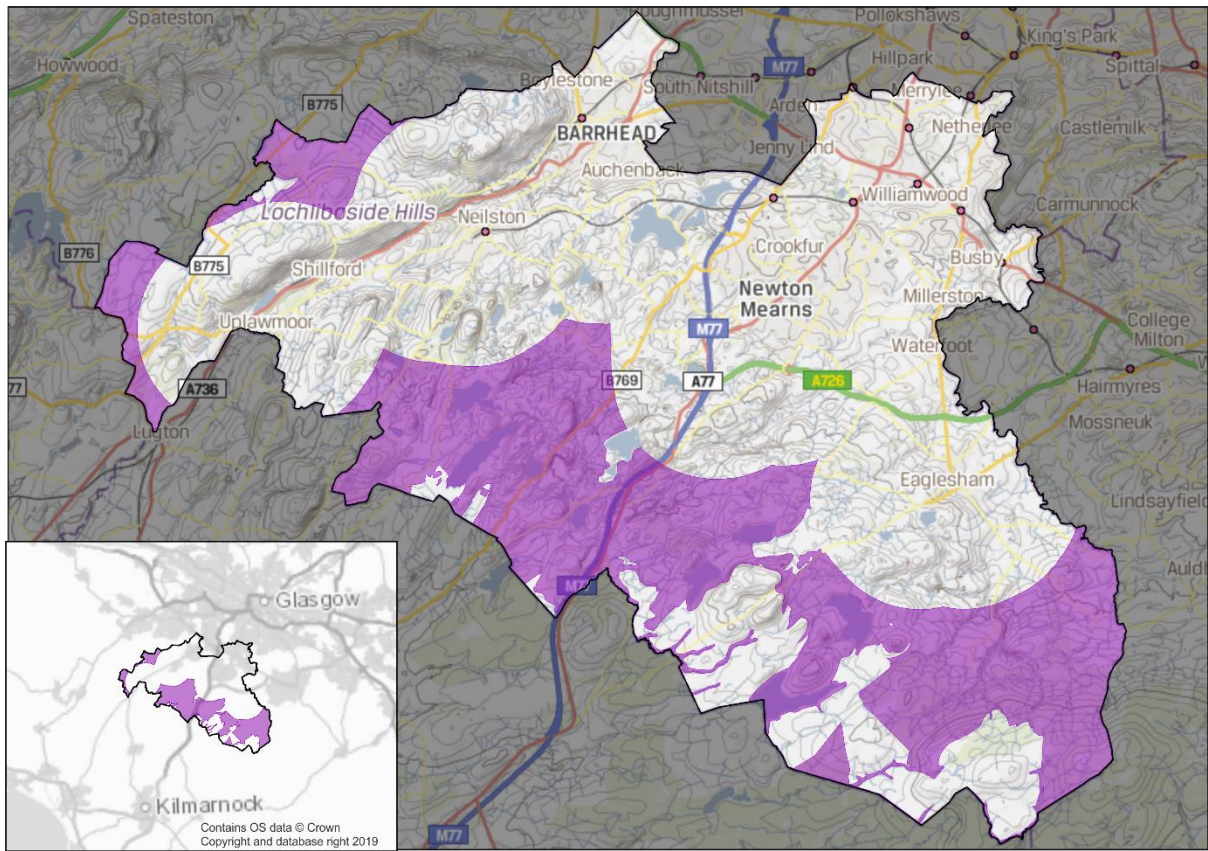 Spateston
Howwood
B775
Boylestone
South Nitshill
M77
Pollokshaws
Hillpark
King's Park
Spittal
Arden
Merrylee
Netherlee
Castlemilk
BARRHEAD
Jenny Lind
Auchenback
Lochliboside Hills
Neilston
Williamwood
Carmunnock
B776
B775
Shillford
Crookfur
Busby
Newton
Mearns
Millerston
Uplawmoor
M77
College
Milton
Waterfoot
77
A736
B769
A77
A726
Hairmyres
Mossneuk
Lugton
Eaglesham
Lindsayfield
M77
Auldh
M77
Glasgow
Kilmarnock
Contains OS data © Crown
Copyright and database right 2019